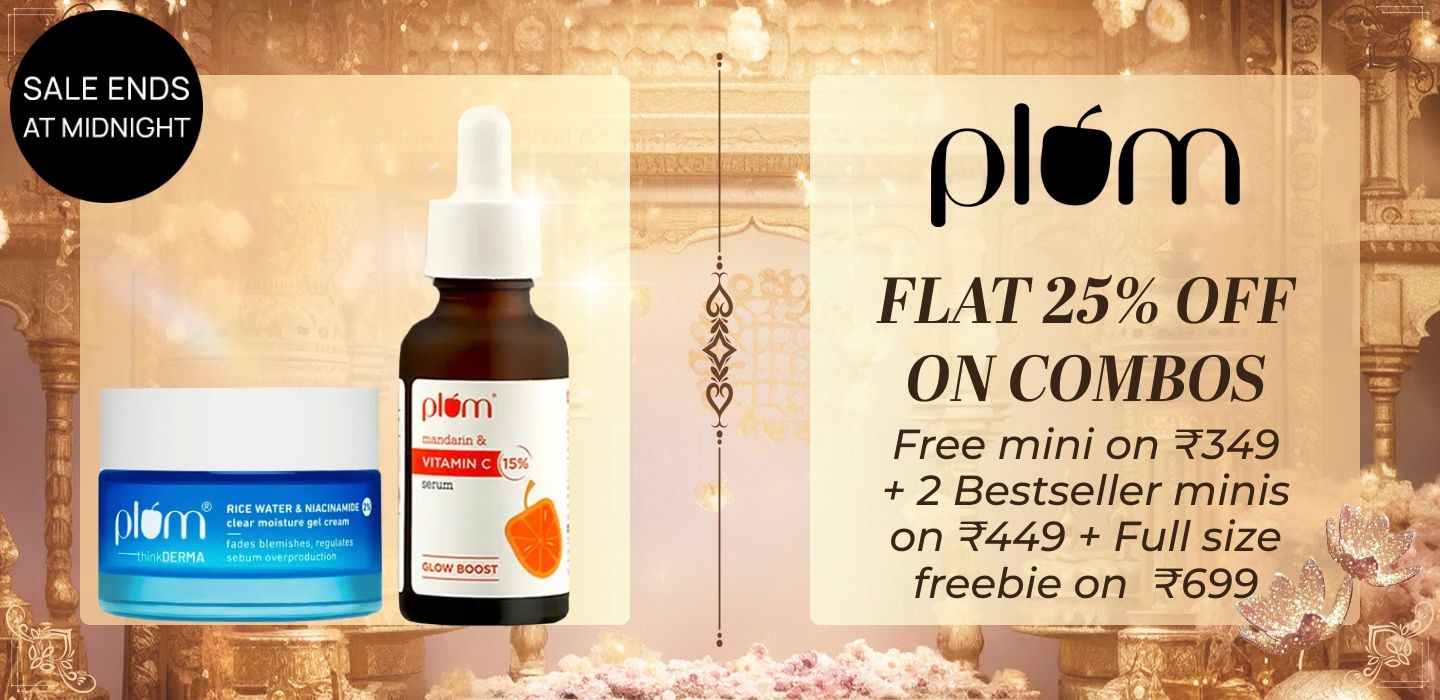 SALE ENDS
AT MIDNIGHT
plum
FLAT 25% OFF
ON COMBOS
Free mini on ₹349
+ 2 Bestseller minis
on ₹449 + Full size
freebie on ₹699
plum®
mandarin &
VITAMIN C 15%
serum
GLOW BOOST
plum®
thinkDERMA
RICE WATER & NIACINAMIDE 2%
clear moisture gel cream
fades blemishes, regulates
sebum overproduction